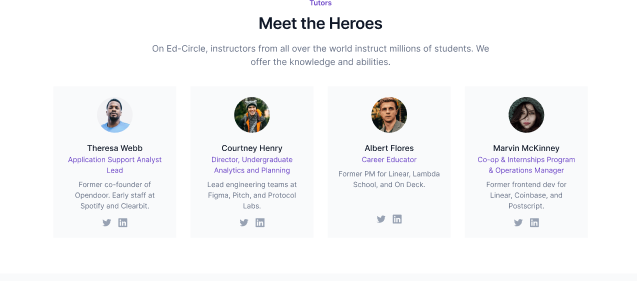 Tutors
Meet the Heroes
On Ed-Circle, instructors from all over the world instruct millions of students. We
offer the knowledge and abilities.
Theresa Webb
Application Support Analyst
Lead
Former co-founder of
Opendoor. Early staff at
Spotify and Clearbit.
Courtney Henry
Director, Undergraduate
Analytics and Planning
Lead engineering teams at
Figma, Pitch, and Protocol
Labs.
Albert Flores
Career Educator
Former PM for Linear, Lambda
School, and On Deck.
Marvin McKinney
Co-op & Internships Program
& Operations Manager
Former frontend dev for
Linear, Coinbase, and
Postscript.